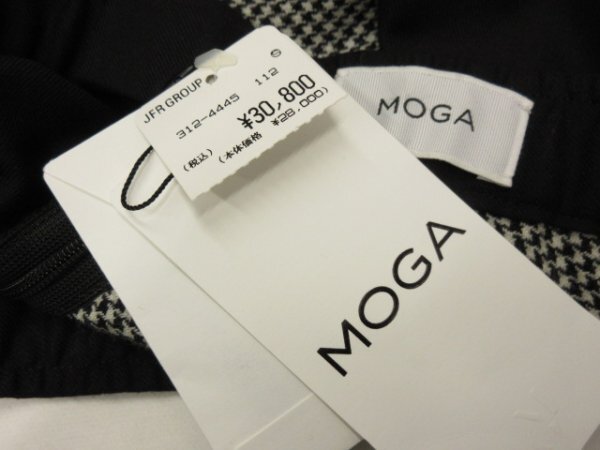 JFR GROUP
312-4445 112 S
¥30,800
(税込) (本体価格 ¥28,000)
MOGA
MOGA